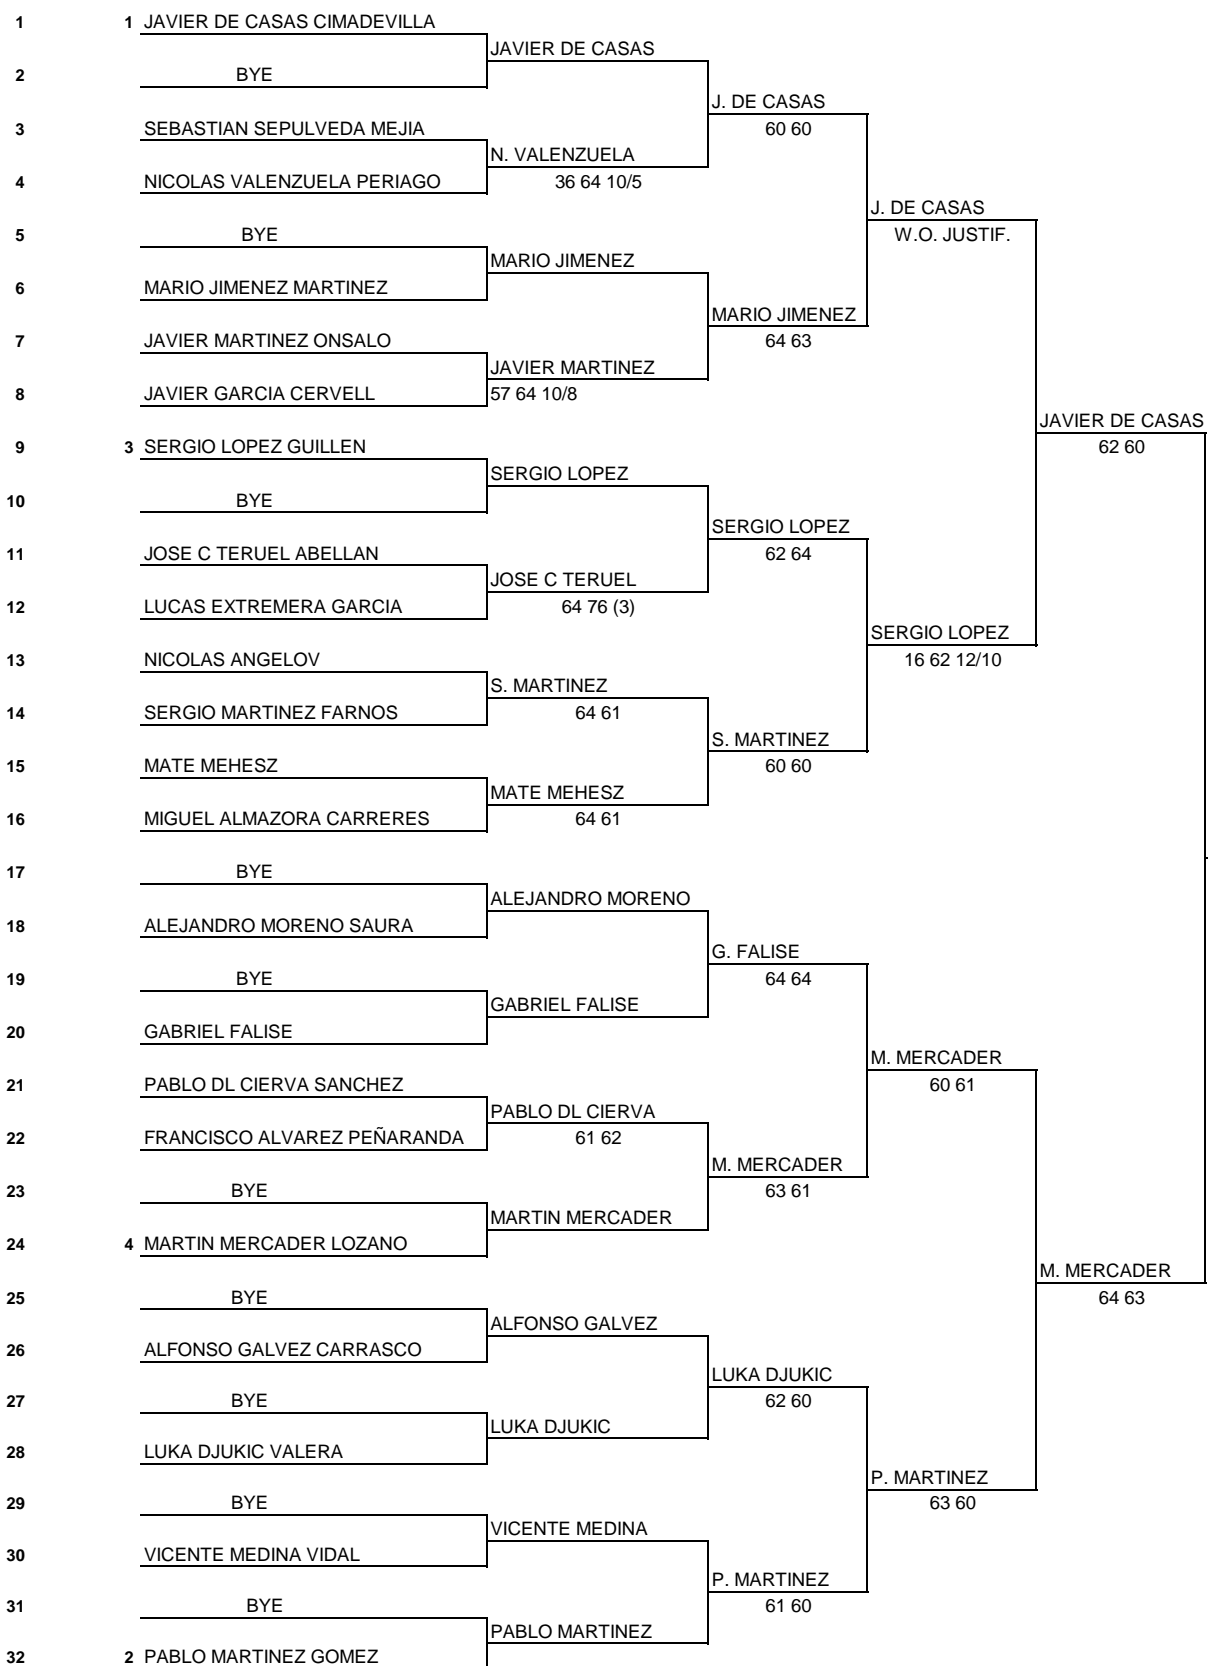 1 1 JAVIER DE CASAS CIMADEVILLA
JAVIER DE CASAS
2 BYE
J. DE CASAS
3 SEBASTIAN SEPULVEDA MEJIA 60 60
N. VALENZUELA
4 NICOLAS VALENZUELA PERIAGO 36 64 10/5
J. DE CASAS
5 BYE W.O. JUSTIF.
MARIO JIMENEZ
6 MARIO JIMENEZ MARTINEZ
MARIO JIMENEZ
7 JAVIER MARTINEZ ONSALO 64 63
JAVIER MARTINEZ
8 JAVIER GARCIA CERVELL 57 64 10/8
JAVIER DE CASAS
9 3 SERGIO LOPEZ GUILLEN 62 60
SERGIO LOPEZ
10 BYE
SERGIO LOPEZ
11 JOSE C TERUEL ABELLAN 62 64
JOSE C TERUEL
12 LUCAS EXTREMERA GARCIA 64 76 (3)
SERGIO LOPEZ
13 NICOLAS ANGELOV 16 62 12/10
S. MARTINEZ
14 SERGIO MARTINEZ FARNOS 64 61
S. MARTINEZ
15 MATE MEHESZ 60 60
MATE MEHESZ
16 MIGUEL ALMAZORA CARRERES 64 61
17 BYE
ALEJANDRO MORENO
18 ALEJANDRO MORENO SAURA
G. FALISE
19 BYE 64 64
GABRIEL FALISE
20 GABRIEL FALISE
M. MERCADER
21 PABLO DL CIERVA SANCHEZ 60 61
PABLO DL CIERVA
22 FRANCISCO ALVAREZ PEÑARANDA 61 62
M. MERCADER
23 BYE 63 61
MARTIN MERCADER
24 4 MARTIN MERCADER LOZANO
M. MERCADER
25 BYE 64 63
ALFONSO GALVEZ
26 ALFONSO GALVEZ CARRASCO
LUKA DJUKIC
27 BYE 62 60
LUKA DJUKIC
28 LUKA DJUKIC VALERA
P. MARTINEZ
29 BYE 63 60
VICENTE MEDINA
30 VICENTE MEDINA VIDAL
P. MARTINEZ
31 BYE 61 60
PABLO MARTINEZ
32 2 PABLO MARTINEZ GOMEZ